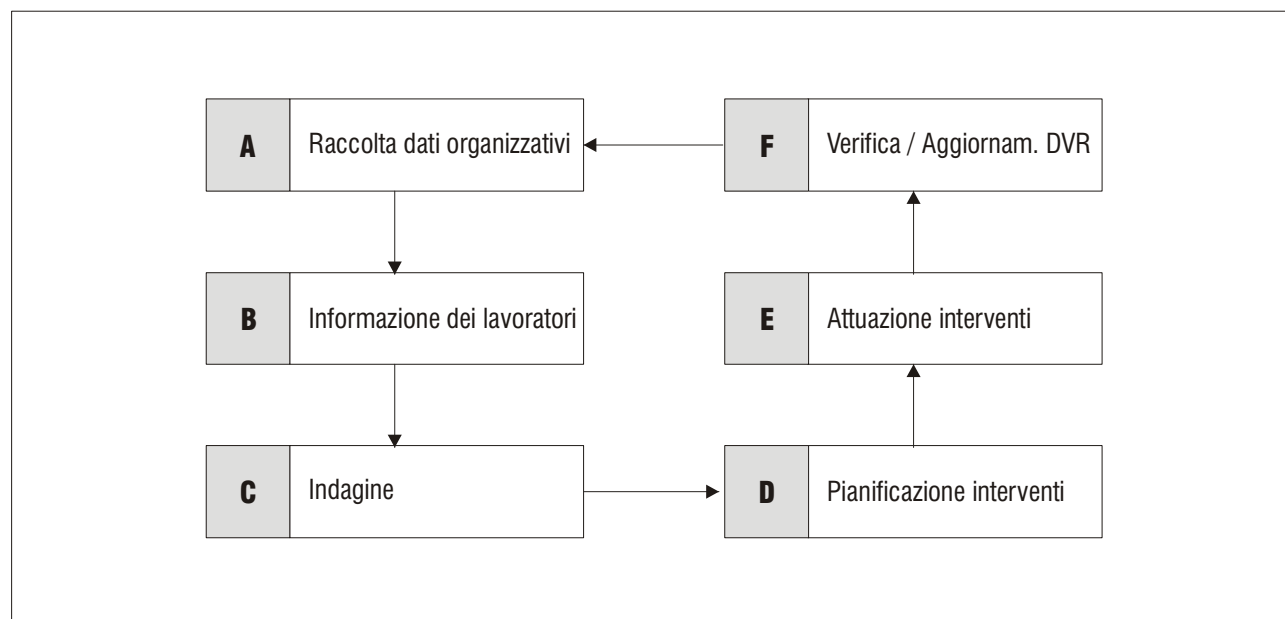 A Raccolta dati organizzativi
B Informazione dei lavoratori
C Indagine
D Pianificazione interventi
E Attuazione interventi
F Verifica / Aggiornam. DVR